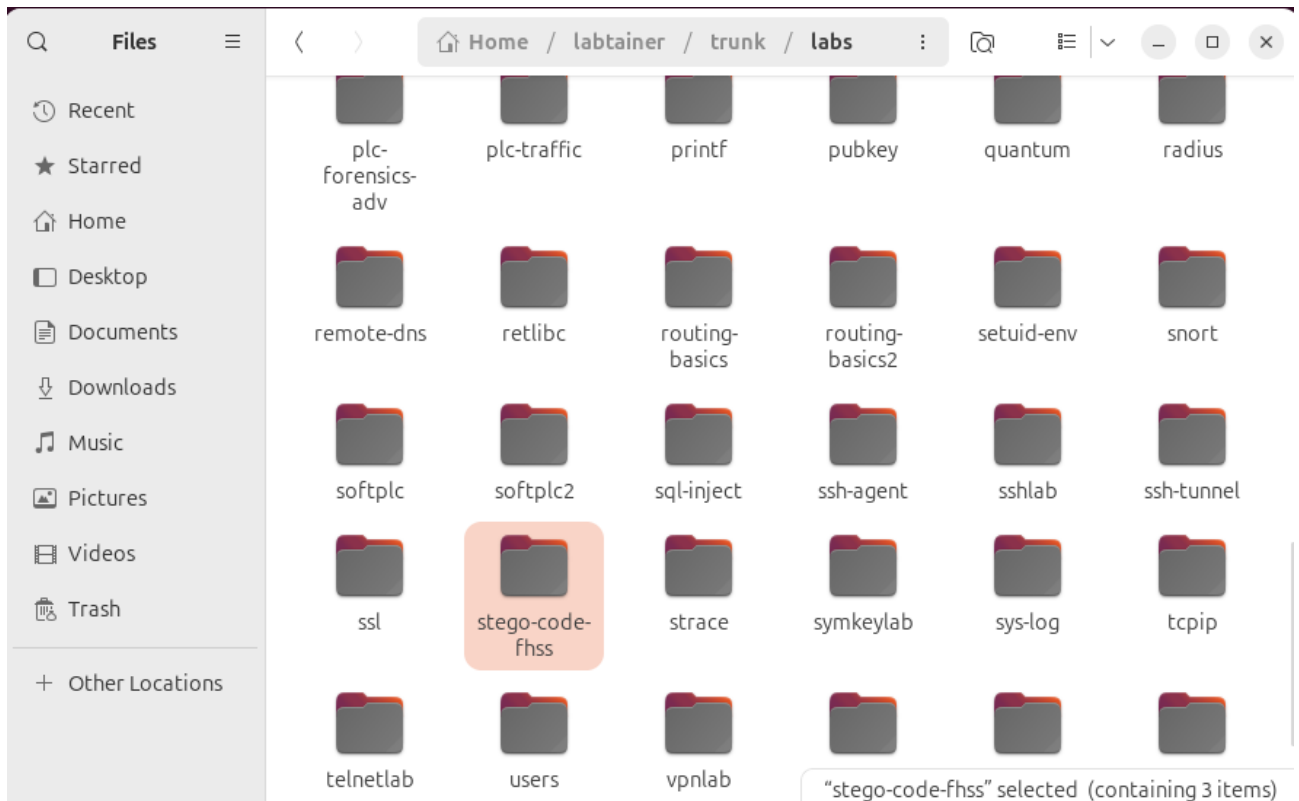 Files
Home / labtainer / trunk / labs
Recent
Starred
Home
Desktop
Documents
Downloads
Music
Pictures
Videos
Trash
Other Locations
plc-
forensics-
adv
plc-traffic
printf
pubkey
quantum
radius
remote-dns
retlibc
routing-
basics
routing-
basics2
setuid-env
snort
softplc
softplc2
sql-inject
ssh-agent
sshlab
ssh-tunnel
ssl
stego-code-
fhss
strace
symkeylab
sys-log
tcpip
telnetlab
users
vpnlab
“stego-code-fhss” selected (containing 3 items)